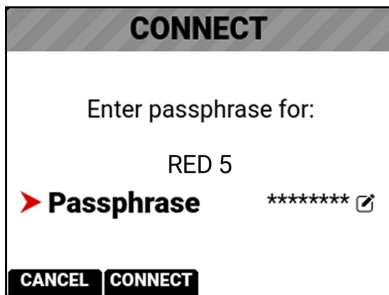 CONNECT
Enter passphrase for:
RED 5
Passphrase ********
CANCEL CONNECT